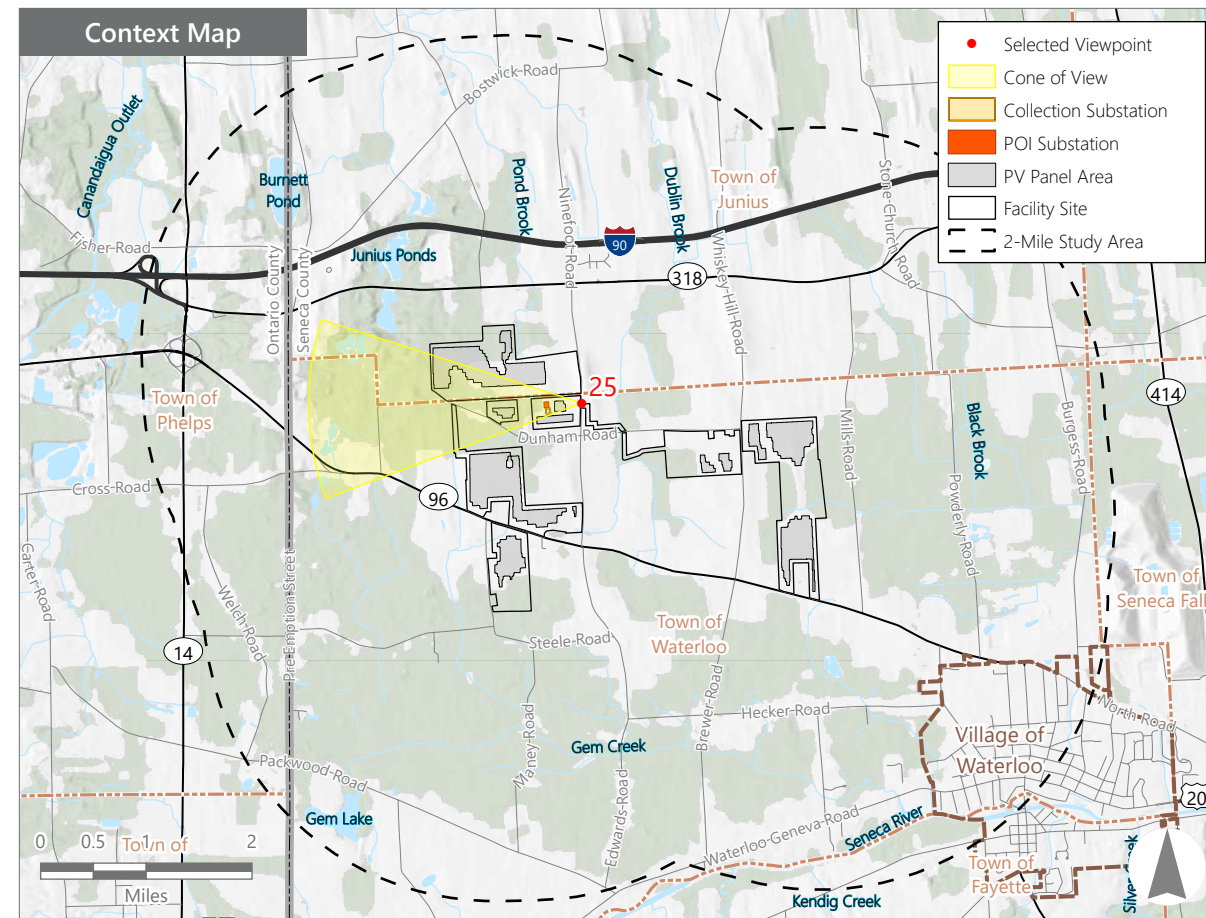 Context Map
Selected Viewpoint
Cone of View
Collection Substation
POI Substation
PV Panel Area
Facility Site
2-Mile Study Area
Bostwick Road
Canandaigua Outlet
Burnett
Pond
Pond Brook
Ninefoot Road
Dublin Brook
Town of
Junius
Stone Church Road
Fisher Road
Junius Ponds
90
Whiskey Hill Road
318
Ontario County
Seneca County
25
414
Town of
Phelps
Dunham Road
Mills Road
Black Brook
Burgess Road
Cross Road
96
Powderly Road
Carter Road
Welch Road
Pre Emption Street
Town of
Seneca Fall
14
Steele Road
Town of
Waterloo
Maney Road
Brewer Road
Hecker Road
North Road
Gem Creek
Village of
Waterloo
Packwood Road
20
Gem Lake
Edwards Road
Waterloo-Geneva Road
Seneca River
0 0.5 1 2
Town of
Miles
Town of
Fayette
Kendig Creek